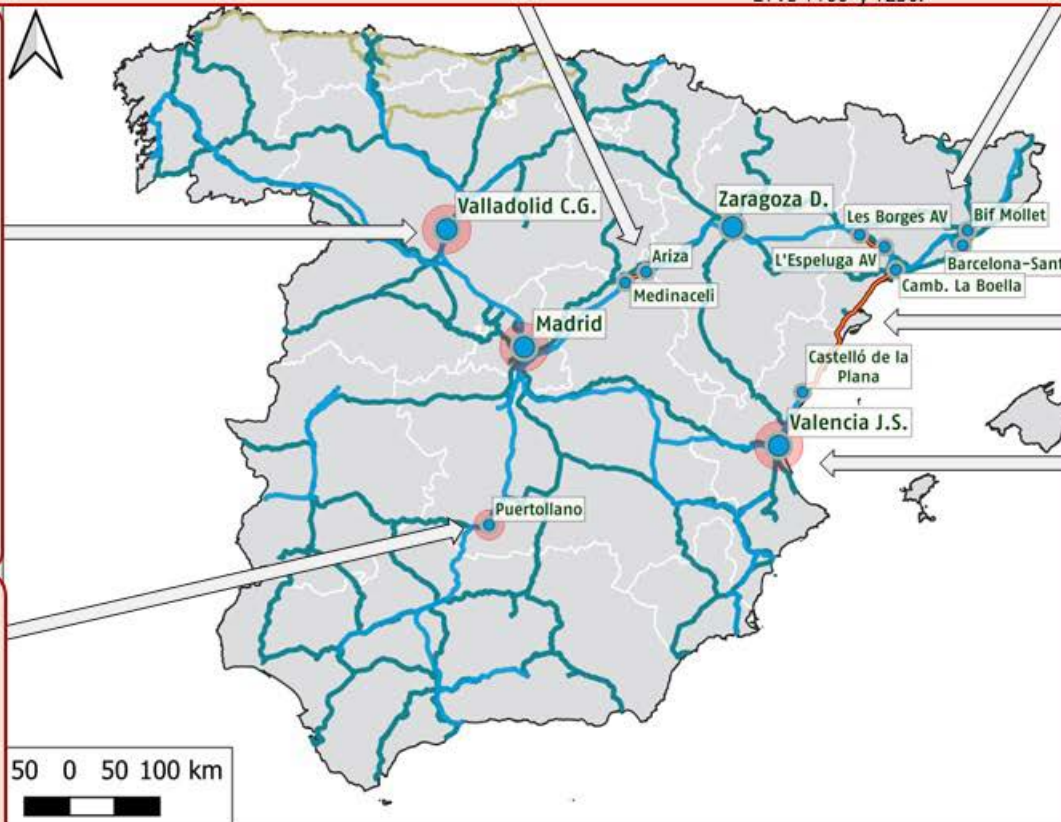 Valladolid C.G.
Zaragoza D.
Les Borges AV
Bif Mollet
L'Espeluga AV
Barcelona-Sant
Ariza
Camb. La Boella
Medinaceli
Madrid
Castelló de la
Plana
Valencia J.S.
Puertollano
50 0 50 100 km